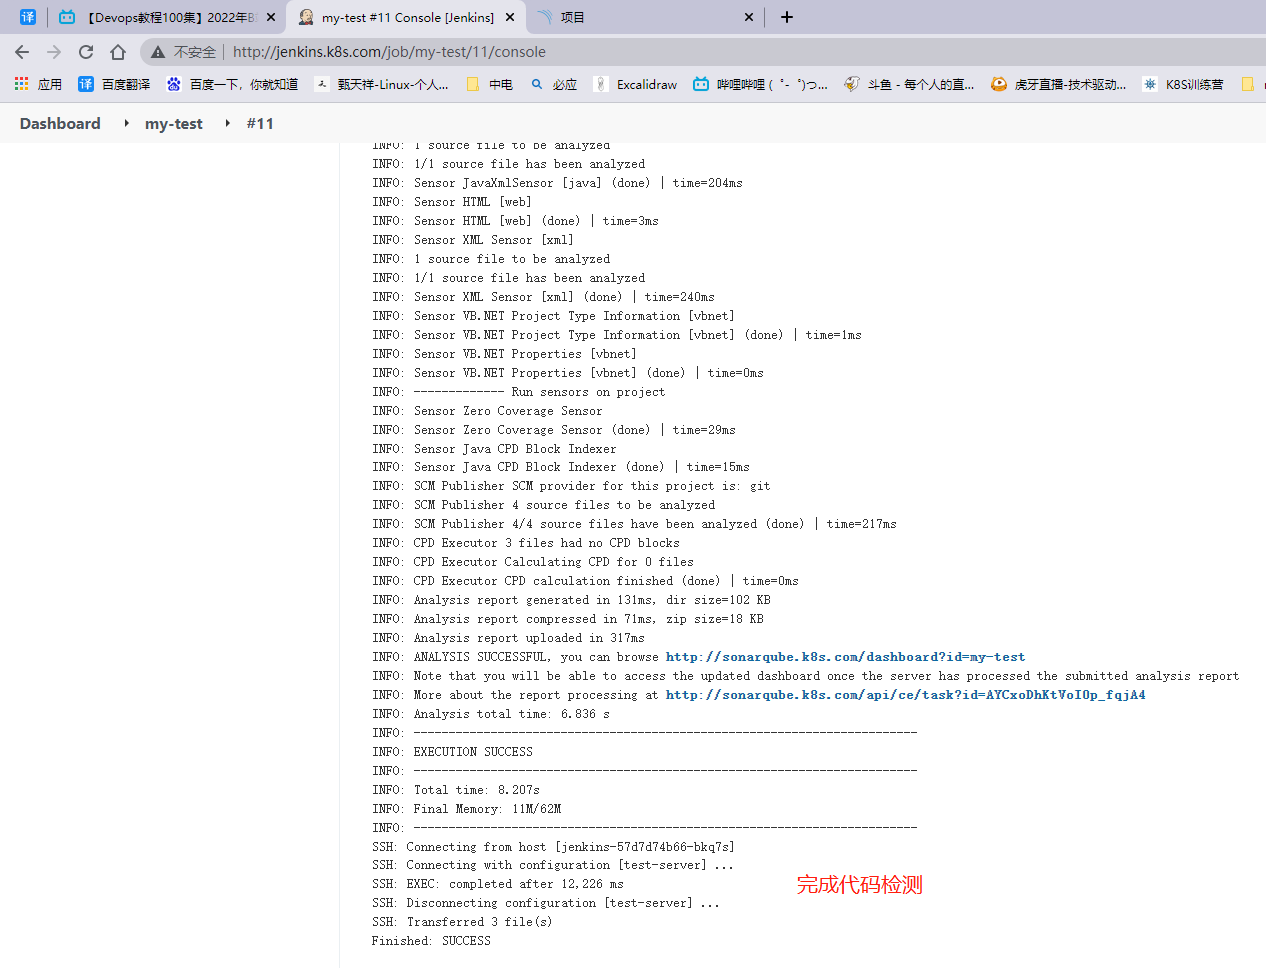 译
【Devops教程100集】2022年B
my-test #11 Console [Jenkins]
项目
不安全
http://jenkins.k8s.com/job/my-test/11/console
应用
译
百度翻译
百度一下，你就知道
甄天祥-Linux-个人...
中电
必应
Excalidraw
哔哩哔哩 ( ゜- ゜)つ...
斗鱼 - 每个人的直...
虎牙直播-技术驱动...
K8S训练营
Dashboard
my-test
#11
INFO: 1 source file to be analyzed
INFO: 1/1 source file has been analyzed
INFO: Sensor JavaXmlSensor [java] (done) | time=204ms
INFO: Sensor HTML [web]
INFO: Sensor HTML [web] (done) | time=3ms
INFO: Sensor XML Sensor [xml]
INFO: 1 source file to be analyzed
INFO: 1/1 source file has been analyzed
INFO: Sensor XML Sensor [xml] (done) | time=240ms
INFO: Sensor VB.NET Project Type Information [vbnet]
INFO: Sensor VB.NET Project Type Information [vbnet] (done) | time=1ms
INFO: Sensor VB.NET Properties [vbnet]
INFO: Sensor VB.NET Properties [vbnet] (done) | time=0ms
INFO: ------------- Run sensors on project
INFO: Sensor Zero Coverage Sensor
INFO: Sensor Zero Coverage Sensor (done) | time=29ms
INFO: Sensor Java CPD Block Indexer
INFO: Sensor Java CPD Block Indexer (done) | time=15ms
INFO: SCM Publisher SCM provider for this project is: git
INFO: SCM Publisher 4 source files to be analyzed
INFO: SCM Publisher 4/4 source files have been analyzed (done) | time=217ms
INFO: CPD Executor 3 files had no CPD blocks
INFO: CPD Executor Calculating CPD for 0 files
INFO: CPD Executor CPD calculation finished (done) | time=0ms
INFO: Analysis report generated in 131ms, dir size=102 KB
INFO: Analysis report compressed in 71ms, zip size=18 KB
INFO: Analysis report uploaded in 317ms
INFO: ANALYSIS SUCCESSFUL, you can browse http://sonarqube.k8s.com/dashboard?id=my-test
INFO: Note that you will be able to access the updated dashboard once the server has processed the submitted analysis report
INFO: More about the report processing at http://sonarqube.k8s.com/api/ce/task?id=AYCxoDhKtVoI0p_fqjA4
INFO: Analysis total time: 6.836 s
INFO: ------------------------------------------------------------------------
INFO: EXECUTION SUCCESS
INFO: ------------------------------------------------------------------------
INFO: Total time: 8.207s
INFO: Final Memory: 11M/62M
INFO: ------------------------------------------------------------------------
SSH: Connecting from host [jenkins-57d7d74b66-bkq7s]
SSH: Connecting with configuration [test-server] ...
SSH: EXEC: completed after 12,226 ms
完成代码检测
SSH: Disconnecting configuration [test-server] ...
SSH: Transferred 3 file(s)
Finished: SUCCESS